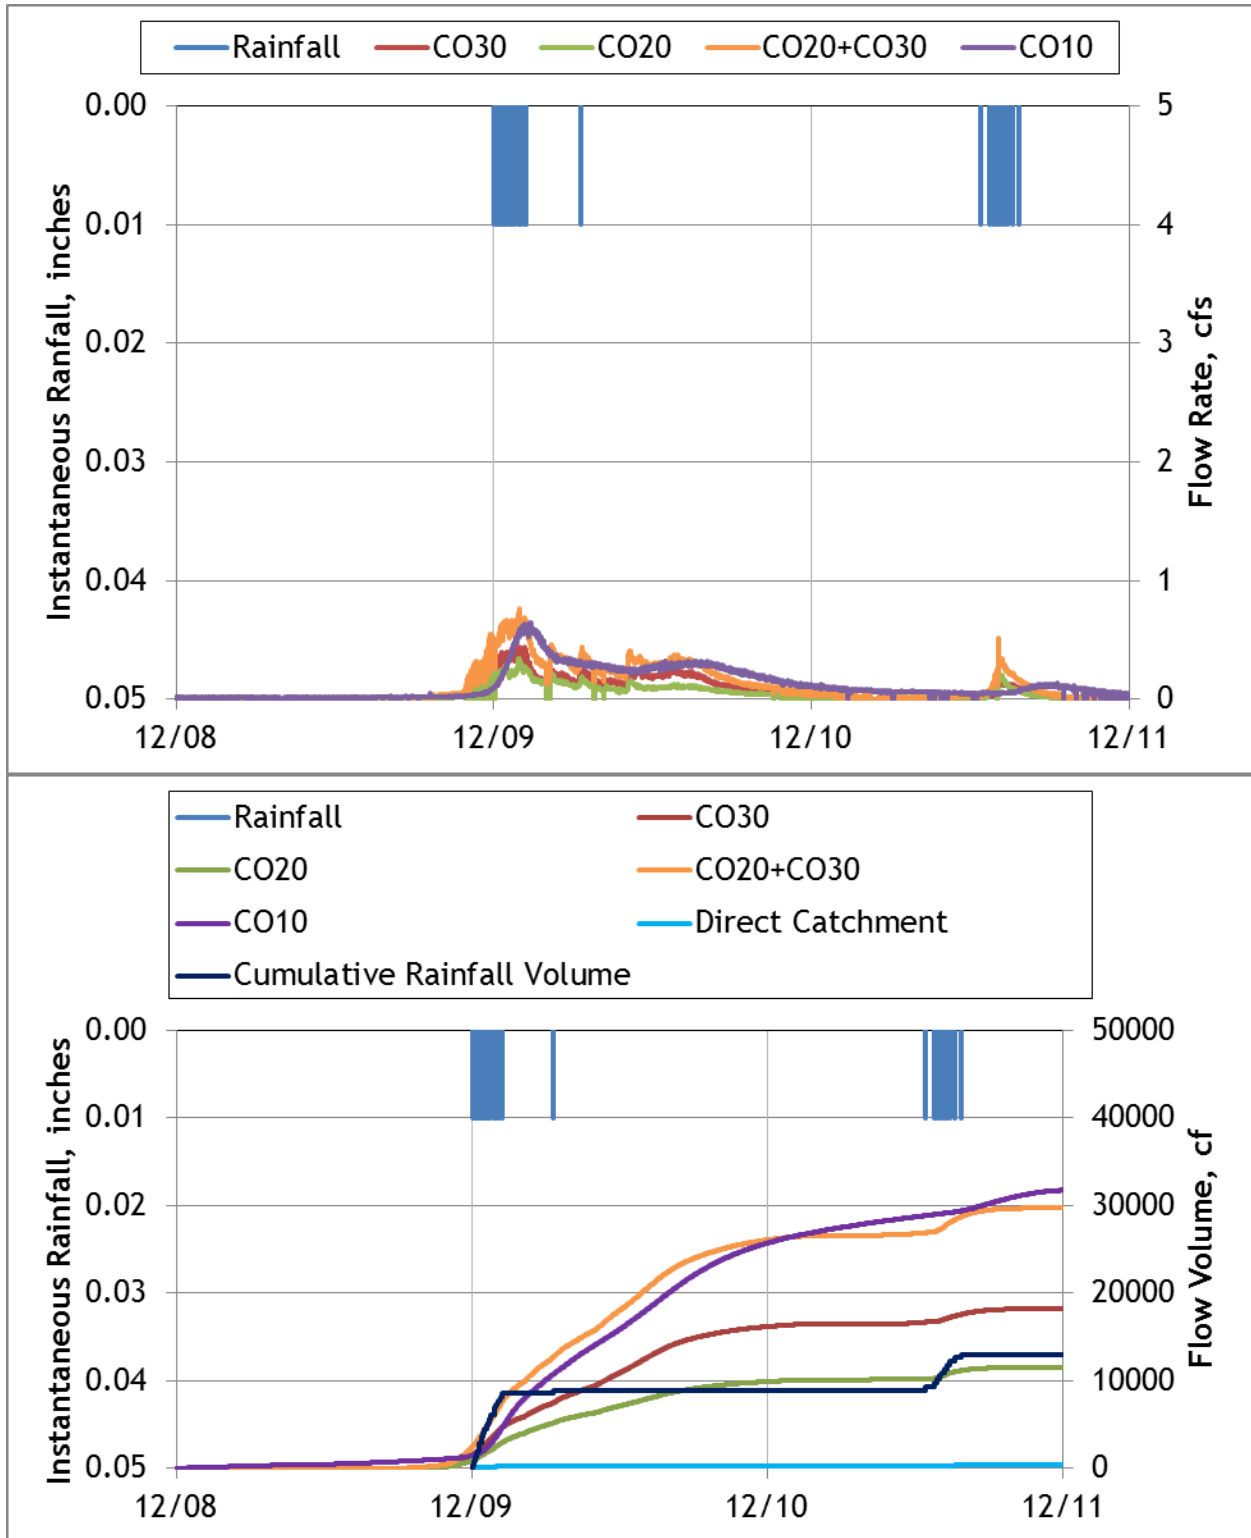 Rainfall CO30 CO20 CO20+CO30 CO10
0.00 5
0.01 4
0.02 3
0.03 2
0.04 1
0.05 0
Instantaneous Ranfall, inches
Flow Rate, cfs
12/08 12/09 12/10 12/11
Rainfall CO30
CO20 CO20+CO30
CO10 Direct Catchment
Cumulative Rainfall Volume
0.00 50000
0.01 40000
0.02 30000
0.03 20000
0.04 10000
0.05 0
Instantaneous Rainfall, inches
Flow Volume, cf
12/08 12/09 12/10 12/11